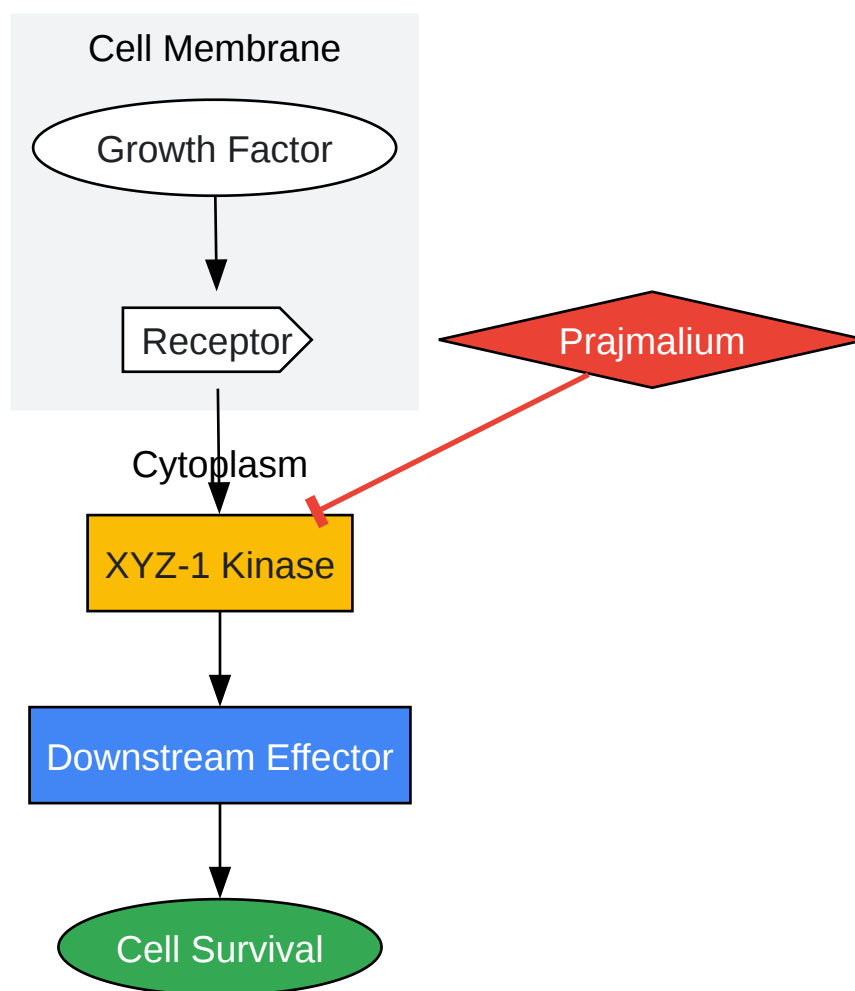 Cell Membrane
Growth Factor
Receptor
Prajmalium
Cytoplasm
XYZ-1 Kinase
Downstream Effector
Cell Survival